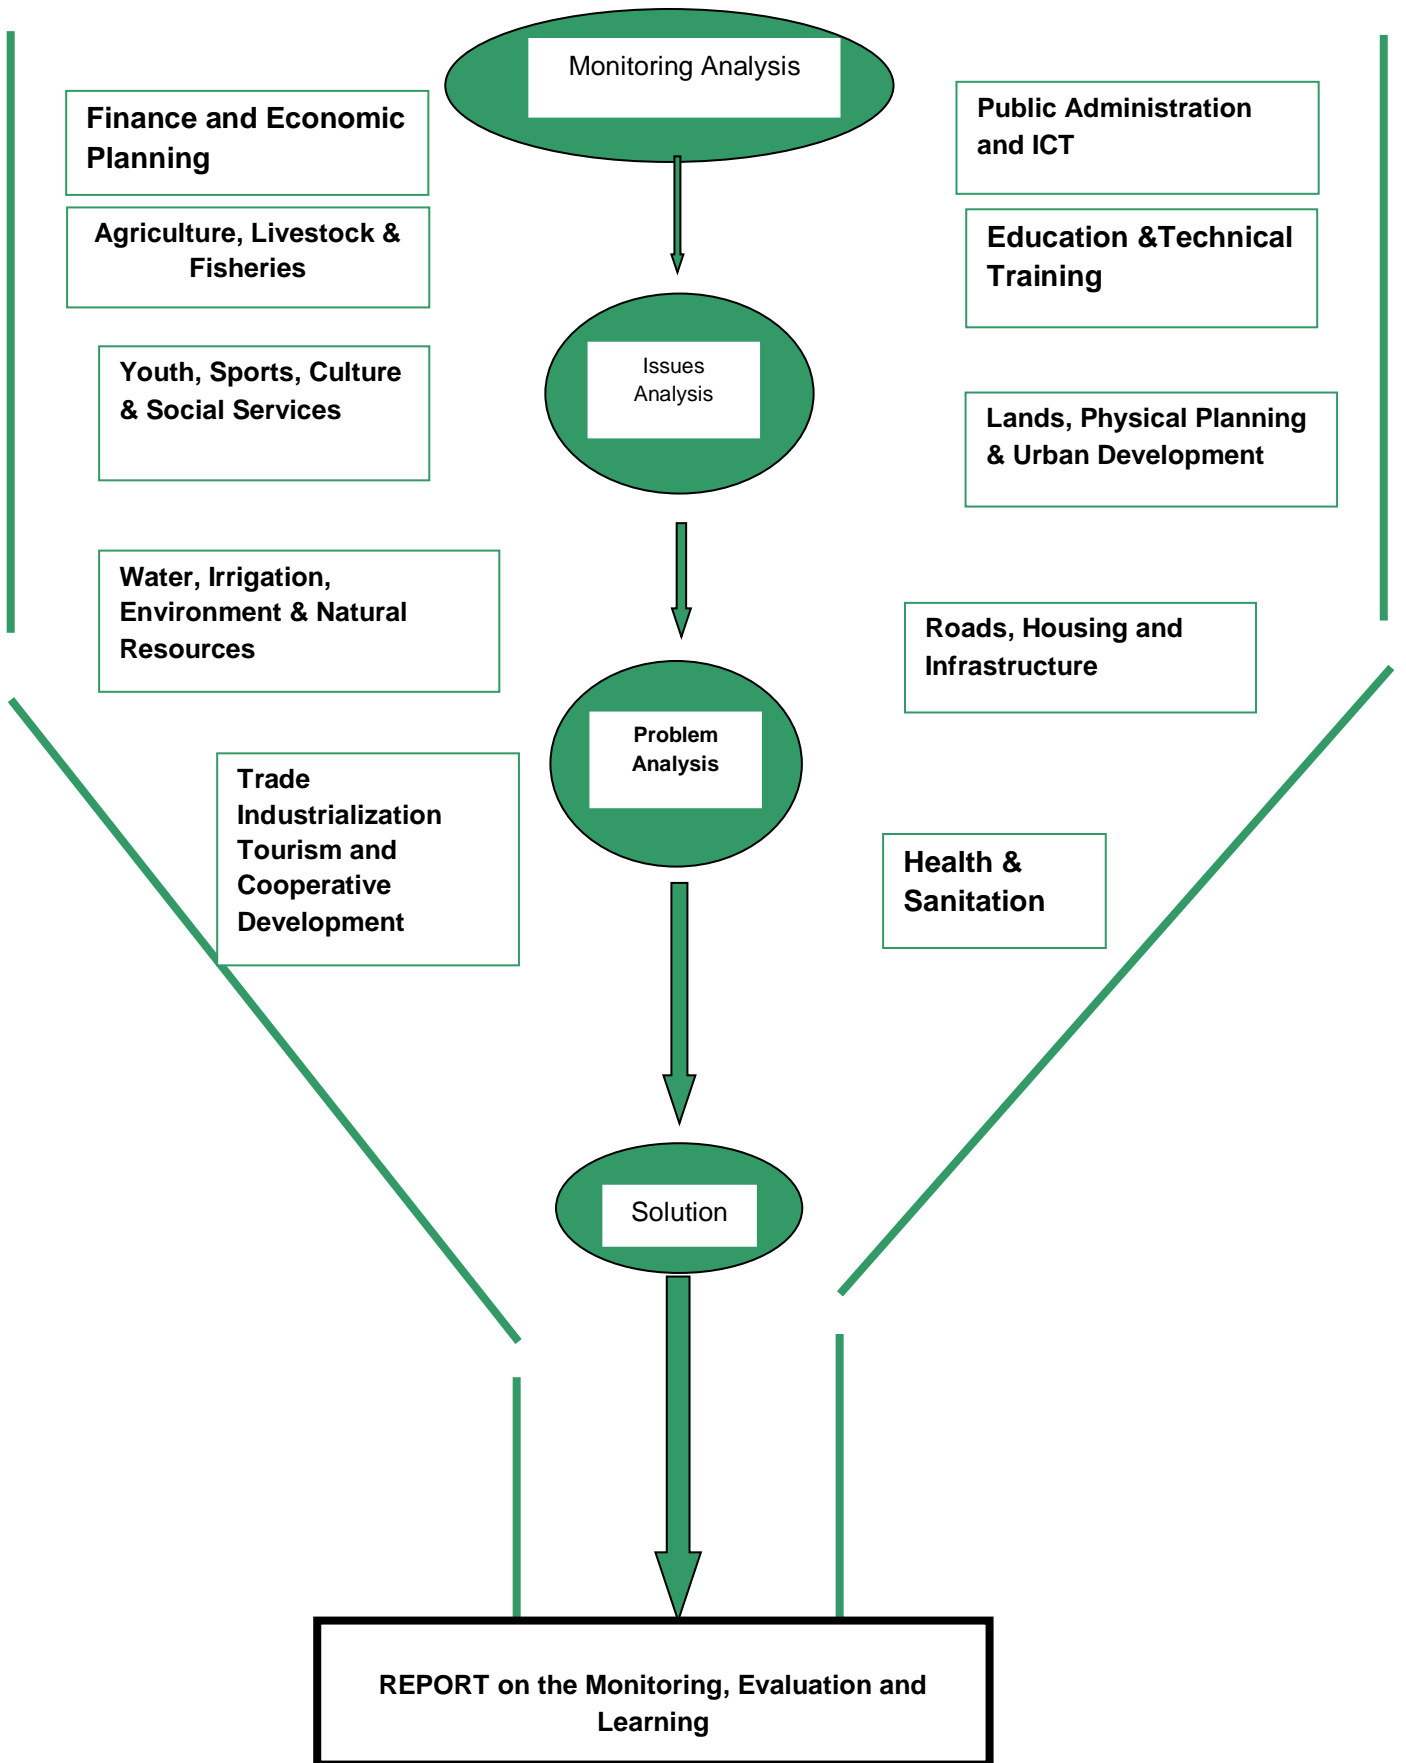 Monitoring Analysis
Finance and Economic
Planning
Public Administration
and ICT
Agriculture, Livestock &
Fisheries
Education &Technical
Training
Youth, Sports, Culture
& Social Services
Issues
Analysis
Lands, Physical Planning
& Urban Development
Water, Irrigation,
Environment & Natural
Resources
Roads, Housing and
Infrastructure
Problem
Analysis
Trade
Industrialization
Tourism and
Cooperative
Development
Health &
Sanitation
Solution
REPORT on the Monitoring, Evaluation and
Learning